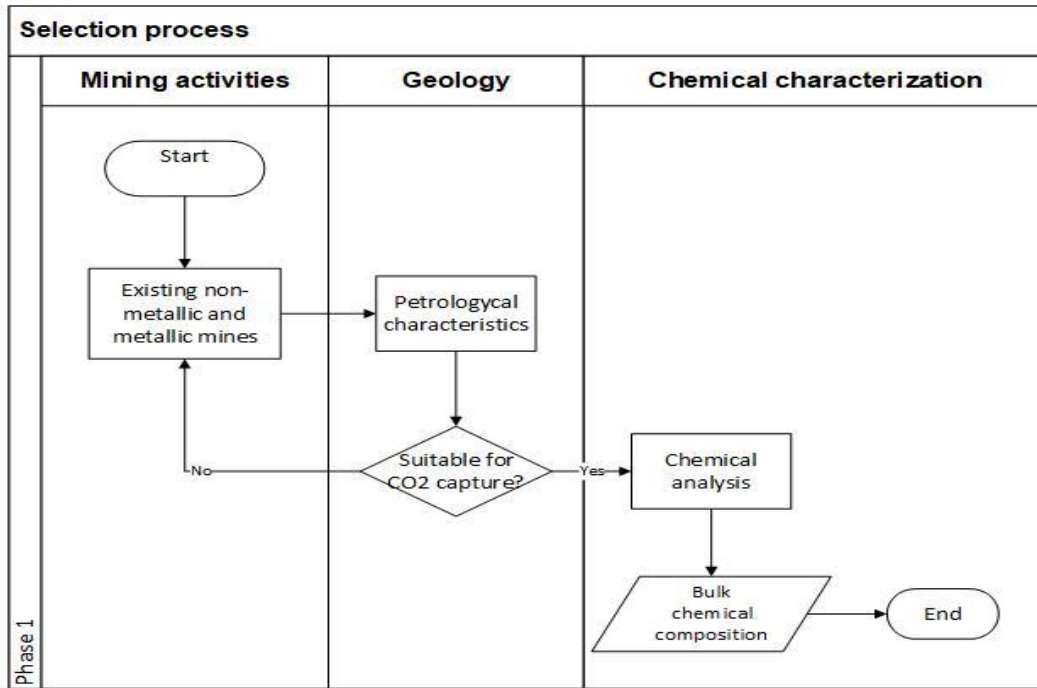 Selection process
Mining activities
Geology
Chemical characterization
Start
Existing non-
metallic and
metallic mines
Petrologycal
characteristics
Suitable for
CO2 capture?
No
Yes
Chemical
analysis
Bulk
chemical
composition
End
Phase 1